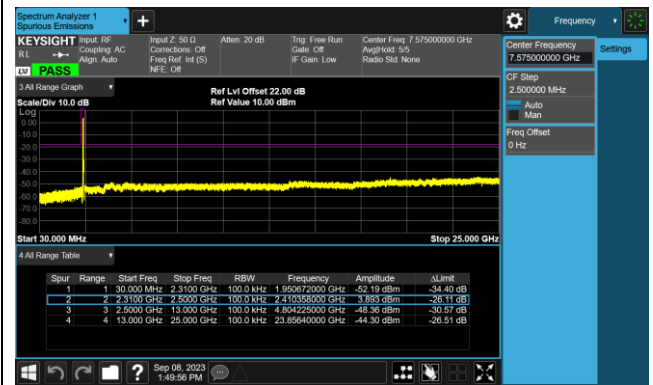 Spectrum Analyzer 1
Spurious Emissions
Frequency
KEYSIGHT
Input: RF
Input Z: 50 Ω
Atten: 20 dB
Trig: Free Run
Center Freq: 7.575000000 GHz
R L
Coupling: AC
Corrections: Off
Gate: Off
Avg|Hold: 5/5
Align: Auto
Freq Ref: Int (S)
IF Gain: Low
Radio Std: None
NFE: Off
LXI
PASS
Center Frequency
7.575000000 GHz
Settings
CF Step
2.500000 MHz
Auto
Man
Freq Offset
0 Hz
3 All Range Graph
Scale/Div 10.0 dB
Ref Lvl Offset 22.00 dB
Ref Value 10.00 dBm
Log
0.00
-10.0
-20.0
-30.0
-40.0
-50.0
-60.0
-70.0
-80.0
Start 30.000 MHz
Stop 25.000 GHz
4 All Range Table
Spur Range Start Freq Stop Freq RBW Frequency Amplitude ΔLimit
1 1 30.000 MHz 2.3100 GHz 100.0 kHz 1.950672000 GHz -52.19 dBm -34.40 dB
2 2 2.3100 GHz 2.5000 GHz 100.0 kHz 2.410358000 GHz 3.893 dBm -26.11 dB
3 3 2.5000 GHz 13.000 GHz 100.0 kHz 4.804225000 GHz -48.36 dBm -30.57 dB
4 4 13.000 GHz 25.000 GHz 100.0 kHz 23.85640000 GHz -44.30 dBm -26.51 dB
?
Sep 08, 2023
1:49:56 PM